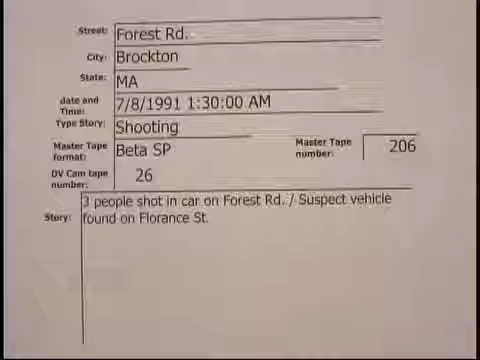 Street: Forest Rd.
City: Brockton
State: MA
date and Time: 7/8/1991 1:30:00 AM
Type Story: Shooting
Master Tape format: Beta SP
Master Tape number: 206
DV Cam tape number: 26
Story: 3 people shot in car on Forest Rd. / Suspect vehicle
found on Florance St.